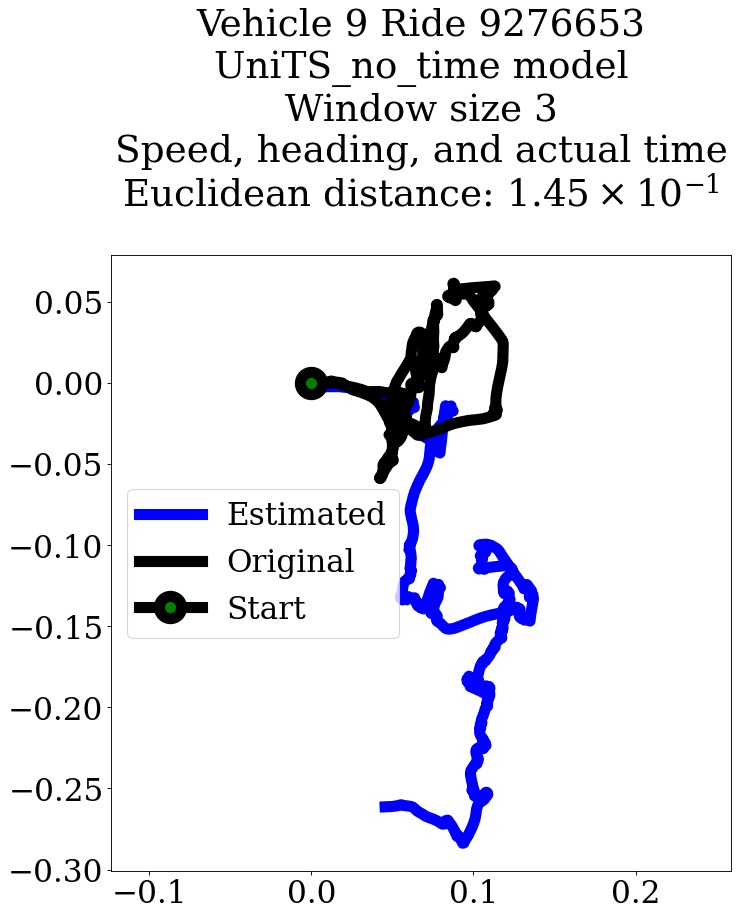 Vehicle 9 Ride 9276653
UniTS_no_time model
Window size 3
Speed, heading, and actual time
Euclidean distance: 1.45 × 10⁻¹
0.05
0.00
−0.05
−0.10
−0.15
−0.20
−0.25
−0.30
Estimated
Original
Start
−0.1
0.0
0.1
0.2